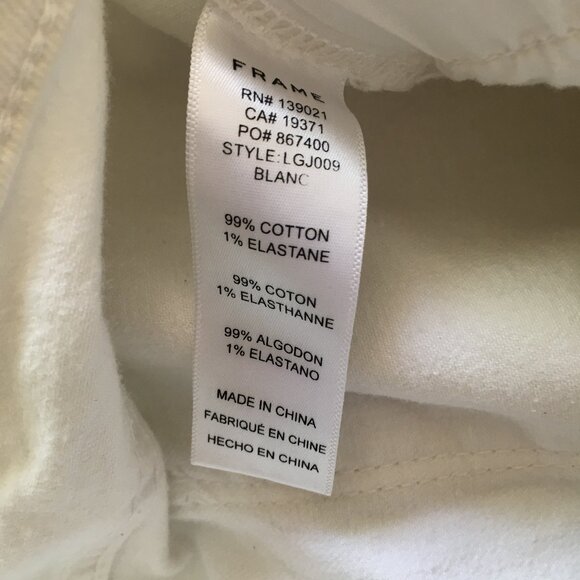 FRAME
RN# 139021
CA# 19371
PO# 867400
STYLE:LGJ009
BLANC
99% COTTON
1% ELASTANE
99% COTON
1% ELASTHANNE
99% ALGODON
1% ELASTANO
MADE IN CHINA
FABRIQUÉ EN CHINE
HECHO EN CHINA